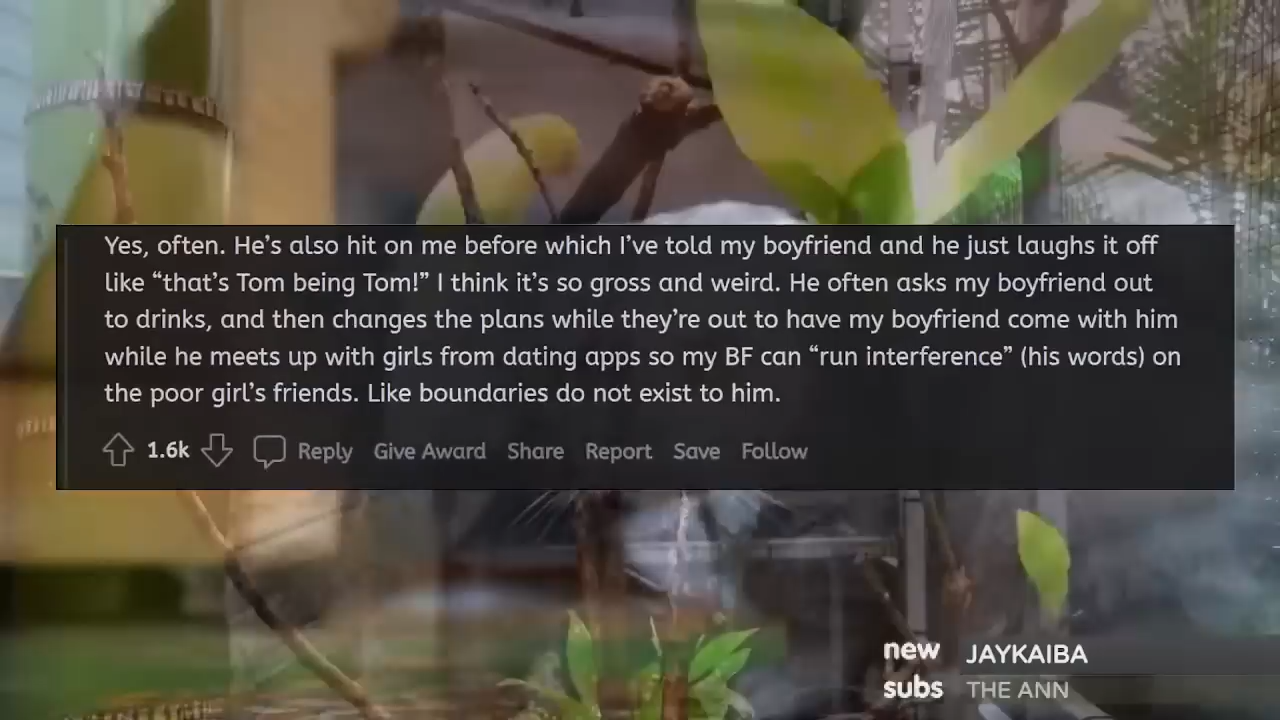 Yes, often. He’s also hit on me before which I’ve told my boyfriend and he just laughs it off
like “that’s Tom being Tom!” I think it’s so gross and weird. He often asks my boyfriend out
to drinks, and then changes the plans while they’re out to have my boyfriend come with him
while he meets up with girls from dating apps so my BF can “run interference” (his words) on
the poor girl’s friends. Like boundaries do not exist to him.
1.6k Reply Give Award Share Report Save Follow
new JAYKAIBA
subs THE ANN